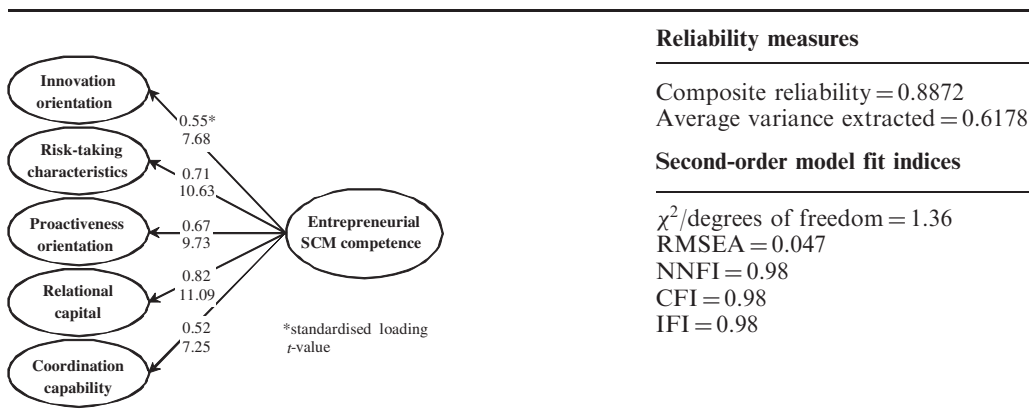 Innovation
orientation
Risk-taking
characteristics
Proactiveness
orientation
Relational
capital
Coordination
capability
0.55*
7.68
0.71
10.63
0.67
9.73
0.82
11.09
0.52
7.25
Entrepreneurial
SCM competence
*standardised loading
t-value
Reliability measures
Composite reliability = 0.8872
Average variance extracted = 0.6178
Second-order model fit indices
χ²/degrees of freedom = 1.36
RMSEA = 0.047
NNFI = 0.98
CFI = 0.98
IFI = 0.98